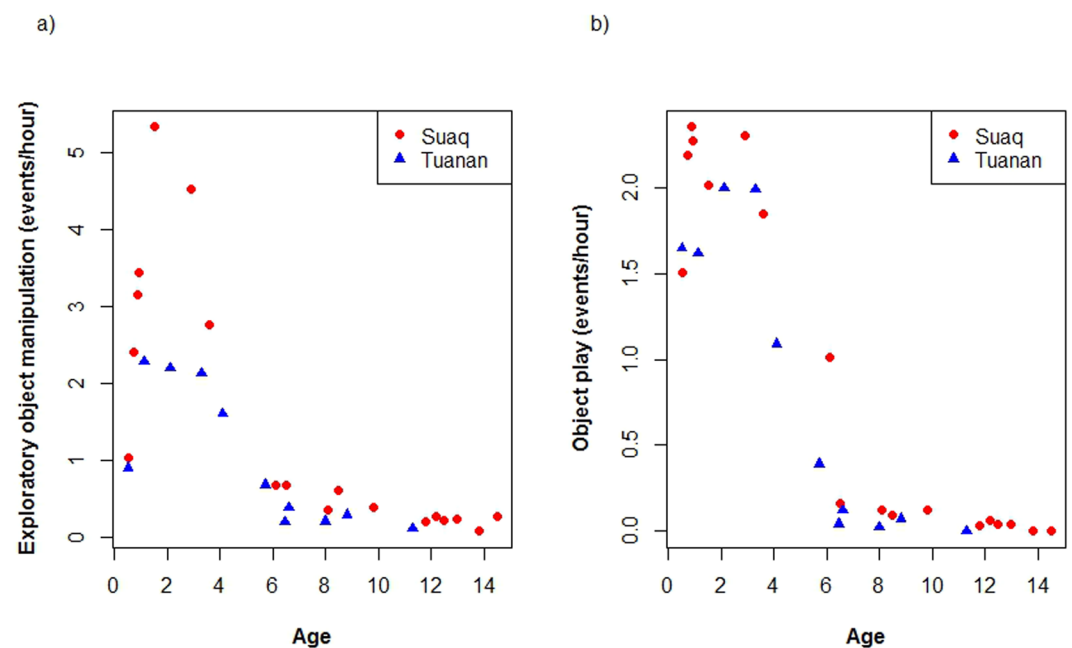 a)
Exploratory object manipulation (events/hour)
5
4
3
2
1
0
Suaq
Tuanan
0 2 4 6 8 10 12 14
Age
b)
Object play (events/hour)
2.0
1.5
1.0
0.5
0.0
Suaq
Tuanan
0 2 4 6 8 10 12 14
Age